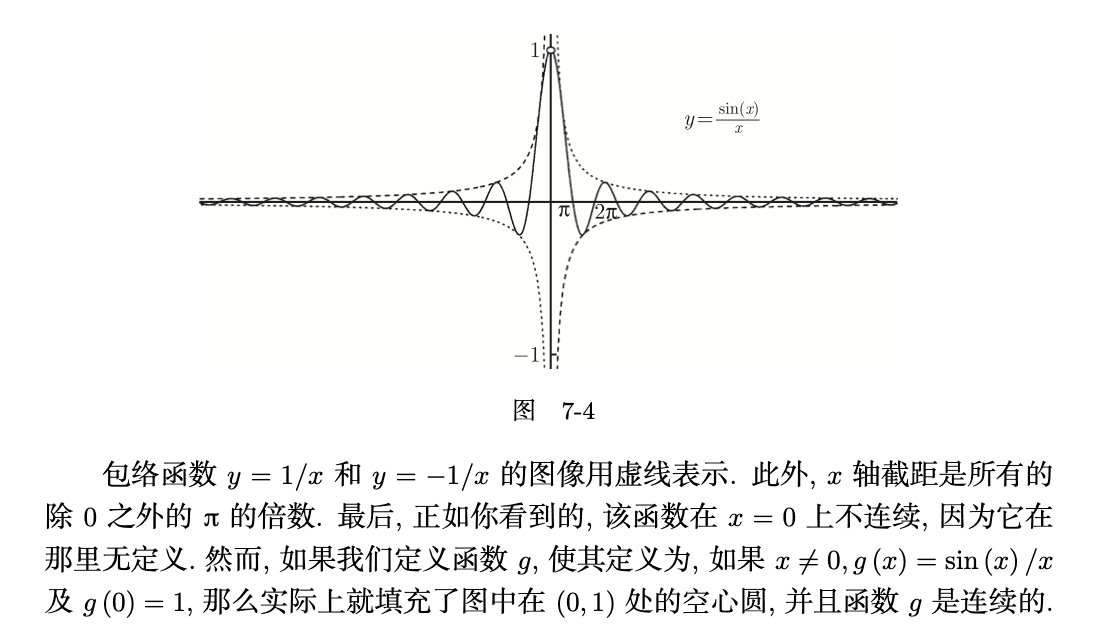 1
y=sin(x)/x
π
2π
−1
图 7-4
包络函数 y = 1/x 和 y = −1/x 的图像用虚线表示. 此外, x 轴截距是所有的
除 0 之外的 π 的倍数. 最后, 正如你看到的, 该函数在 x = 0 上不连续, 因为它在
那里无定义. 然而, 如果我们定义函数 g, 使其定义为, 如果 x ≠ 0, g (x) = sin (x) /x
及 g (0) = 1, 那么实际上就填充了图中在 (0, 1) 处的空心圆, 并且函数 g 是连续的.